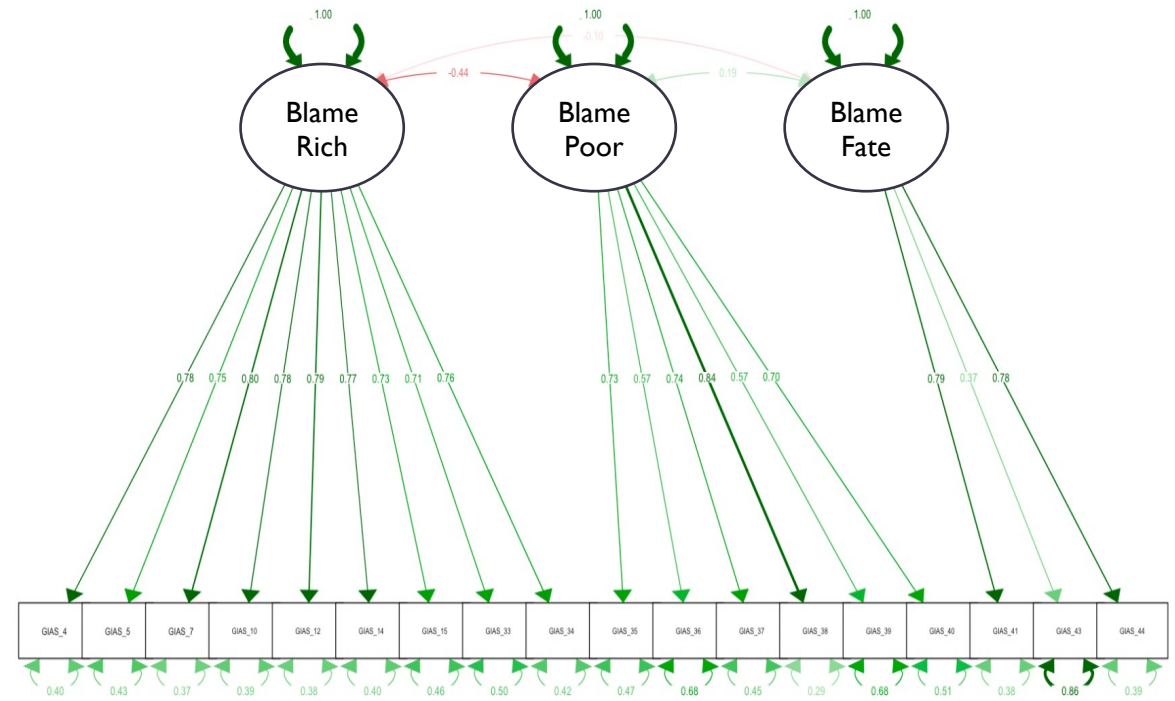 1.00 1.00 1.00
-0.10
-0.44 0.19
Blame Blame Blame
Rich Poor Fate
0.78 0.75 0.80 0.78 0.79 0.77 0.73 0.71 0.76 0.73 0.57 0.74 0.84 0.57 0.70 0.79 0.37 0.78
GIAS_4 GIAS_5 GIAS_7 GIAS_10 GIAS_12 GIAS_14 GIAS_15 GIAS_33 GIAS_34 GIAS_35 GIAS_36 GIAS_37 GIAS_38 GIAS_39 GIAS_40 GIAS_41 GIAS_43 GIAS_44
0.40 0.43 0.37 0.39 0.38 0.40 0.46 0.50 0.42 0.47 0.68 0.45 0.29 0.68 0.51 0.38 0.86 0.39